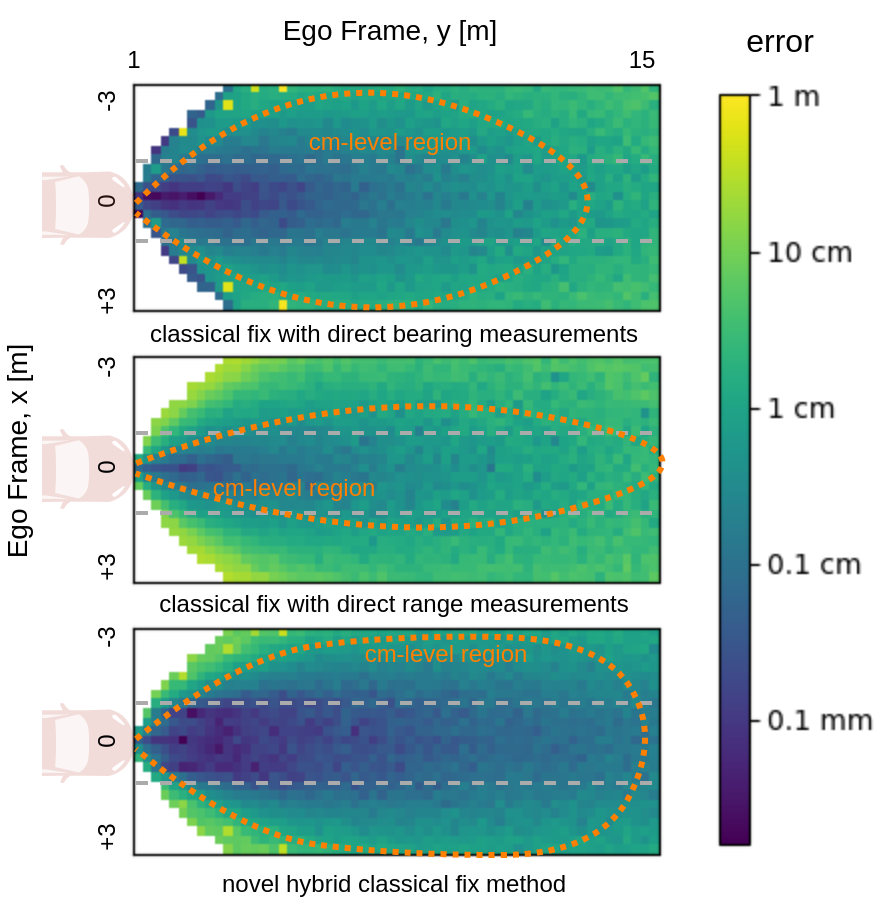 Ego Frame, y [m]
1
15
error
-3
0
+3
cm-level region
classical fix with direct bearing measurements
Ego Frame, x [m]
-3
0
+3
cm-level region
classical fix with direct range measurements
-3
0
+3
cm-level region
novel hybrid classical fix method
1 m
10 cm
1 cm
0.1 cm
0.1 mm